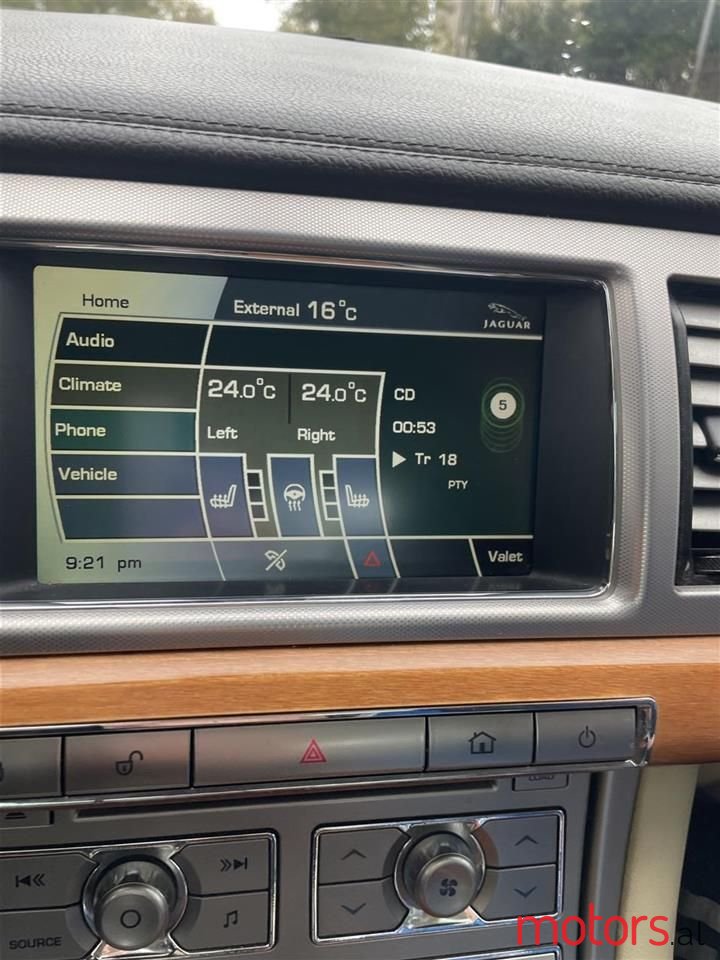 Home
External 16°C
JAGUAR
Audio
Climate
Phone
Vehicle
24.0°C
24.0°C
Left
Right
CD
5
00:53
Tr 18
PTY
9:21 pm
Valet
LOAD
SOURCE
motors.al